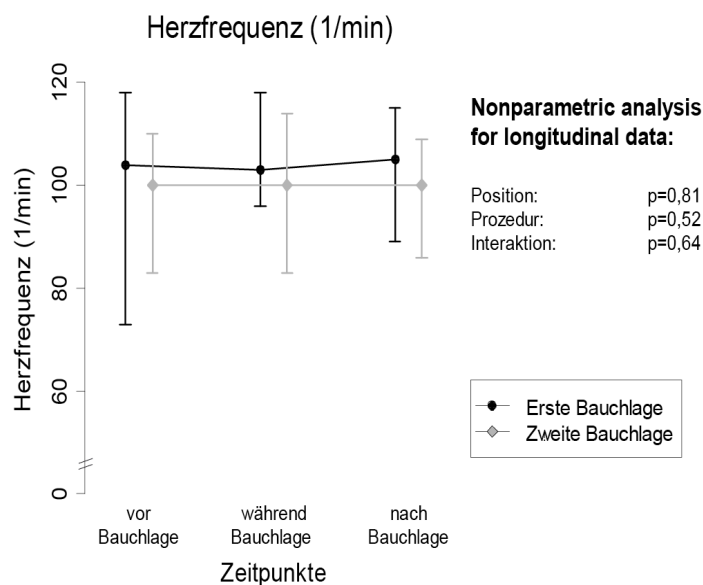 Herzfrequenz (1/min)
120
100
80
60
0
Herzfrequenz (1/min)
vor
Bauchlage
während
Bauchlage
nach
Bauchlage
Zeitpunkte
Nonparametric analysis
for longitudinal data:
Position: p=0,81
Prozedur: p=0,52
Interaktion: p=0,64
Erste Bauchlage
Zweite Bauchlage